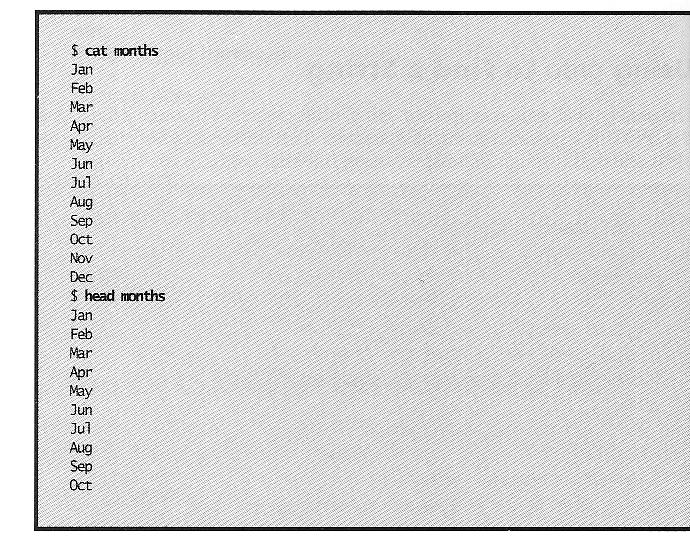 $ cat months
Jan
Feb
Mar
Apr
May
Jun
Jul
Aug
Sep
Oct
Nov
Dec
$ head months
Jan
Feb
Mar
Apr
May
Jun
Jul
Aug
Sep
Oct